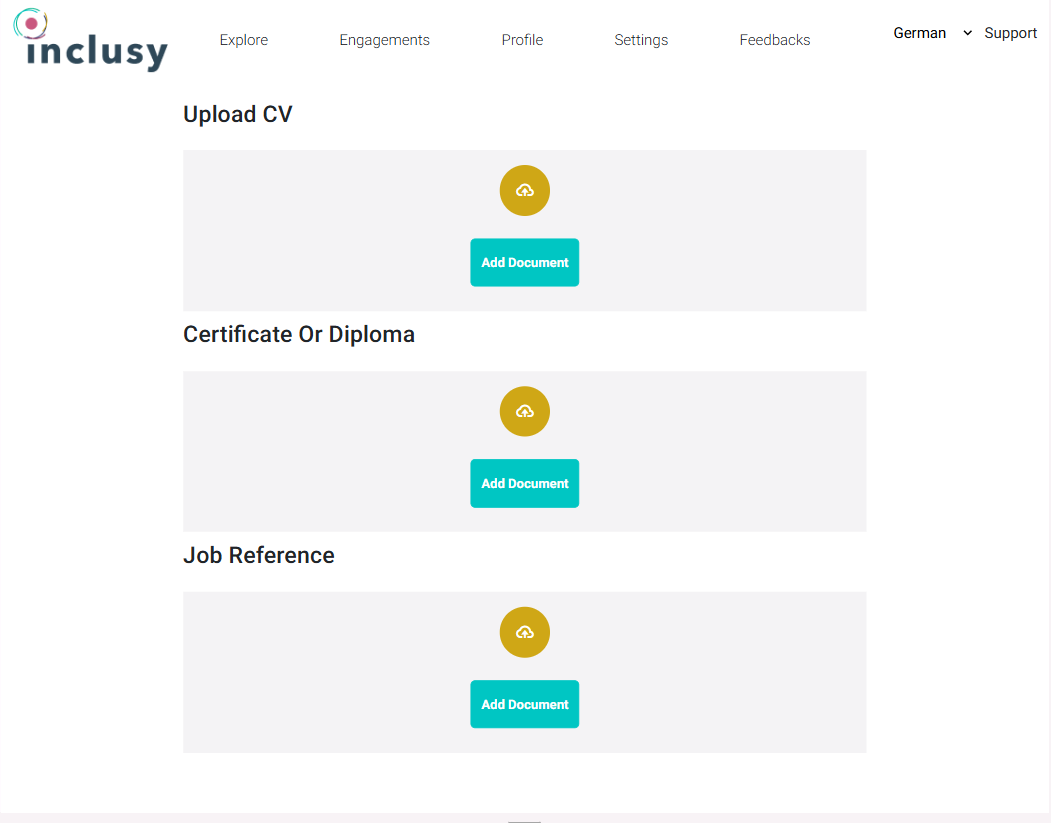 inclusy
Explore Engagements Profile Settings Feedbacks German Support
Upload CV
Add Document
Certificate Or Diploma
Add Document
Job Reference
Add Document